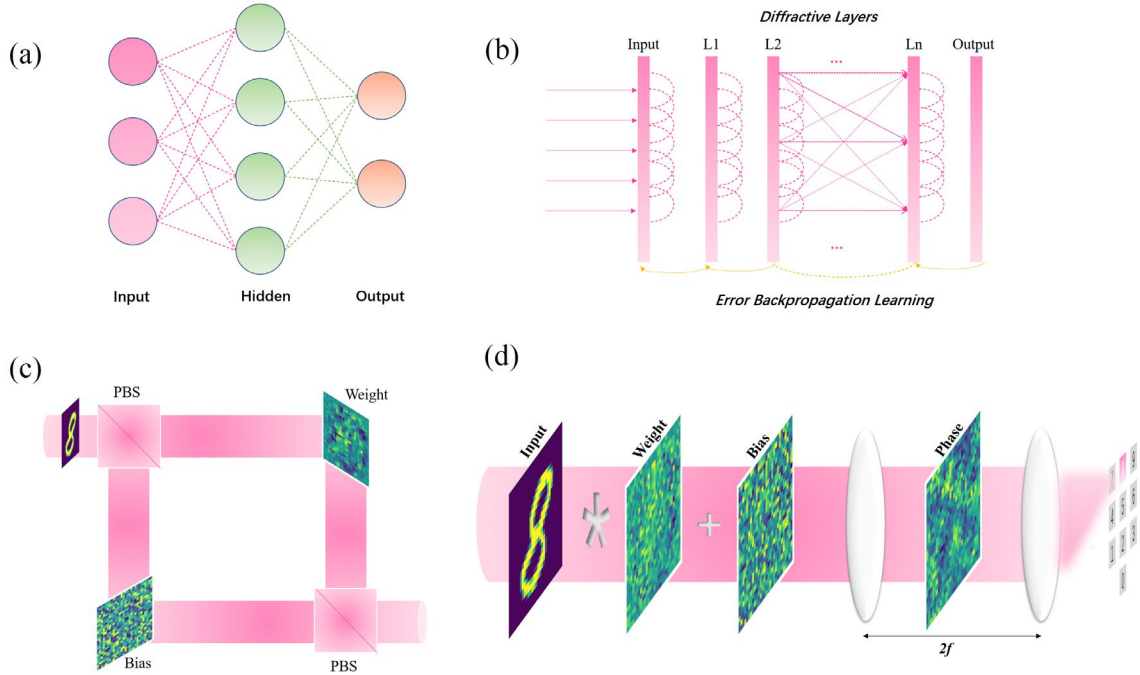 (a)
Input
Hidden
Output
(b)
Diffractive Layers
Input L1 L2 Ln Output
...
...
Error Backpropagation Learning
(c)
PBS
Weight
Bias
PBS
(d)
Input
*
Weight
+
Bias
Phase
2f